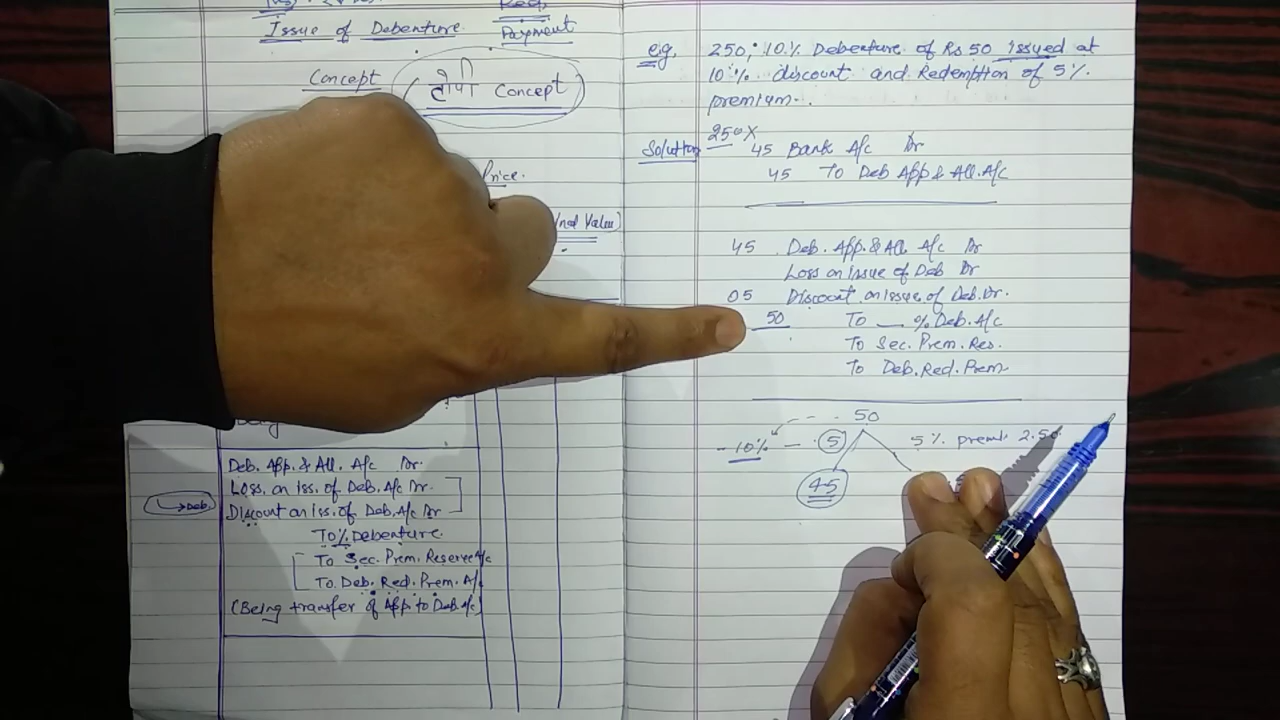 Issue of Debenture
Payment
Concept
टोपी Concept
Price.
Value)
Deb. App. & All. A/c Dr.
Loss. on Iss. of Deb. A/c Dr.
↳Deb.
Discount on Iss. of Deb. A/c Dr
To % Debenture.
To Sec. Prem. Reserve A/c
To Deb. Red. Prem. A/c
(Being transfer of App. to Deb. A/c)
e.g. 250, 10% Debenture of Rs 50 issued at
10% discount and Redemption of 5%
premium.
Solution 250 X
45 Bank A/c Dr
45 To Deb App & All. A/c
45 Deb. App. & All A/c Dr
Loss on Issue of Deb Dr
05 Discount on issue of Deb. Dr.
50 To __ % Deb. A/c
To Sec. Prem. Res.
To Deb. Red. Prem
50
- 10% - 5 5% prem. 2.50
45